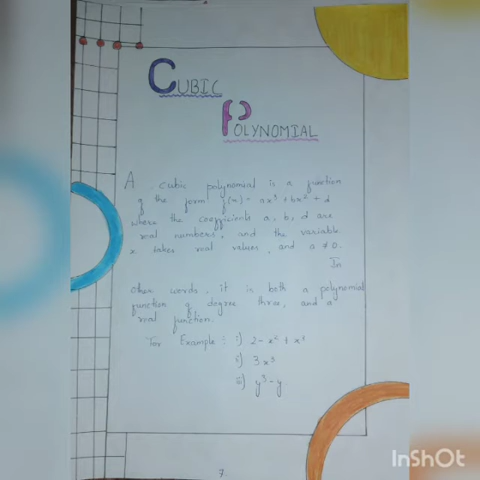 CUBIC
POLYNOMIAL
A cubic polynomial is a function
of the form f(x) = ax³ + bx² + d
where the coefficients a, b, d are
real numbers, and the variable
x takes real values, and a ≠ 0.
In
other words, it is both a polynomial
function of degree three, and a
real function.
For Example : i) 2 - x² + x³
ii) 3x³
iii) y³ - y
7
InShOt